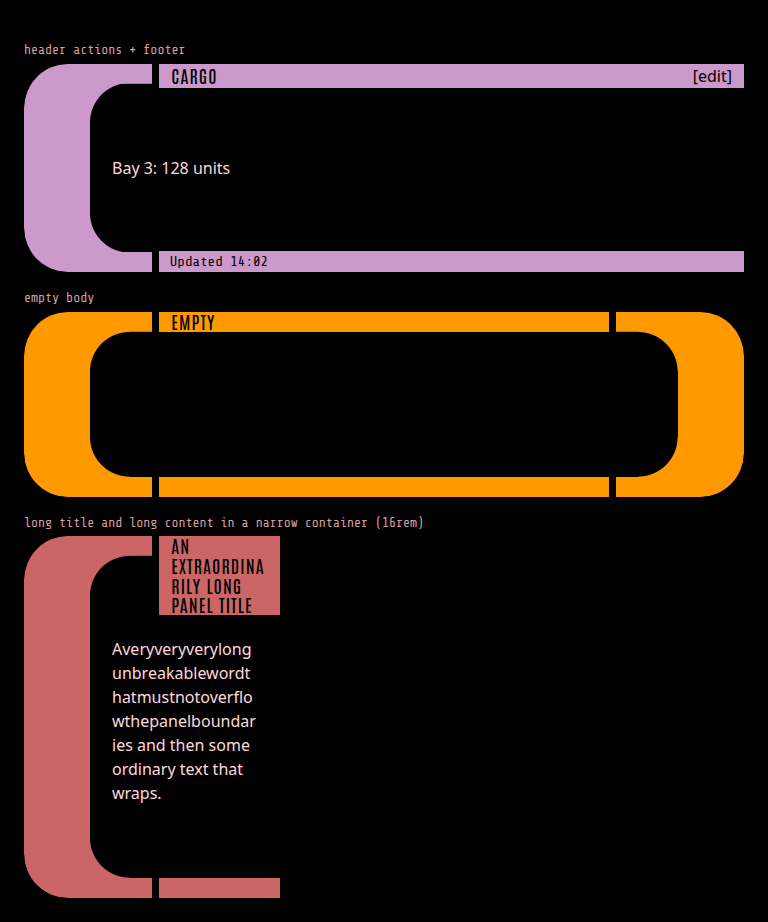 header actions + footer
CARGO [edit]
Bay 3: 128 units
Updated 14:02
empty body
EMPTY
long title and long content in a narrow container (16rem)
AN
EXTRAORDINA
RILY LONG
PANEL TITLE
Averyveryverylong
unbreakablewordt
hatmustnotoverflo
wthepanelboundar
ies and then some
ordinary text that
wraps.